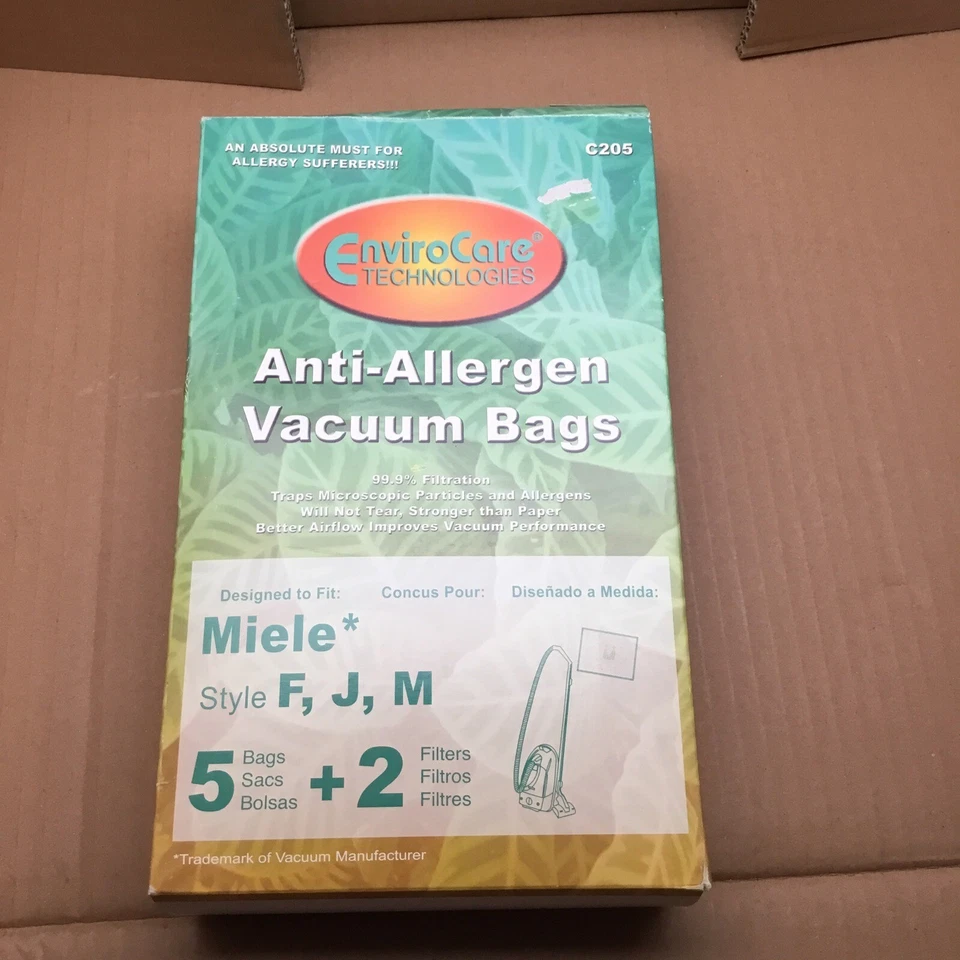 AN ABSOLUTE MUST FOR
ALLERGY SUFFERERS!!!
C205
EnviroCare®
TECHNOLOGIES
Anti-Allergen
Vacuum Bags
99.9% Filtration
Traps Microscopic Particles and Allergens
Will Not Tear, Stronger than Paper
Better Airflow Improves Vacuum Performance
Designed to Fit: Concus Pour: Diseñado a Medida:
Miele*
Style F, J, M
5 Bags Sacs Bolsas + 2 Filters Filtros Filtres
*Trademark of Vacuum Manufacturer